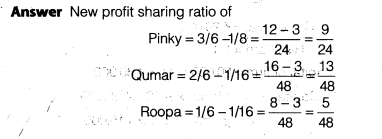 Answer New profit sharing ratio of
Pinky = 3/6 – 1/8 = 12 – 3 / 24 = 9 / 24
Qumar = 2/6 – 1/16 = 16 – 3 / 48 = 13 / 48
Roopa = 1/6 – 1/16 = 8 – 3 / 48 = 5 / 48